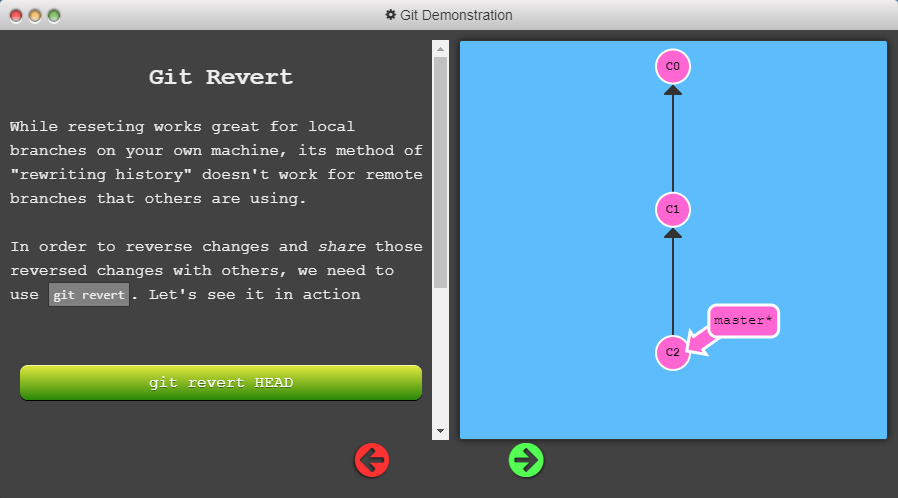 Git Demonstration
Git Revert
While reseting works great for local
branches on your own machine, its method of
"rewriting history" doesn't work for remote
branches that others are using.
In order to reverse changes and share those
reversed changes with others, we need to
use git revert. Let's see it in action
git revert HEAD
C0
C1
master*
C2